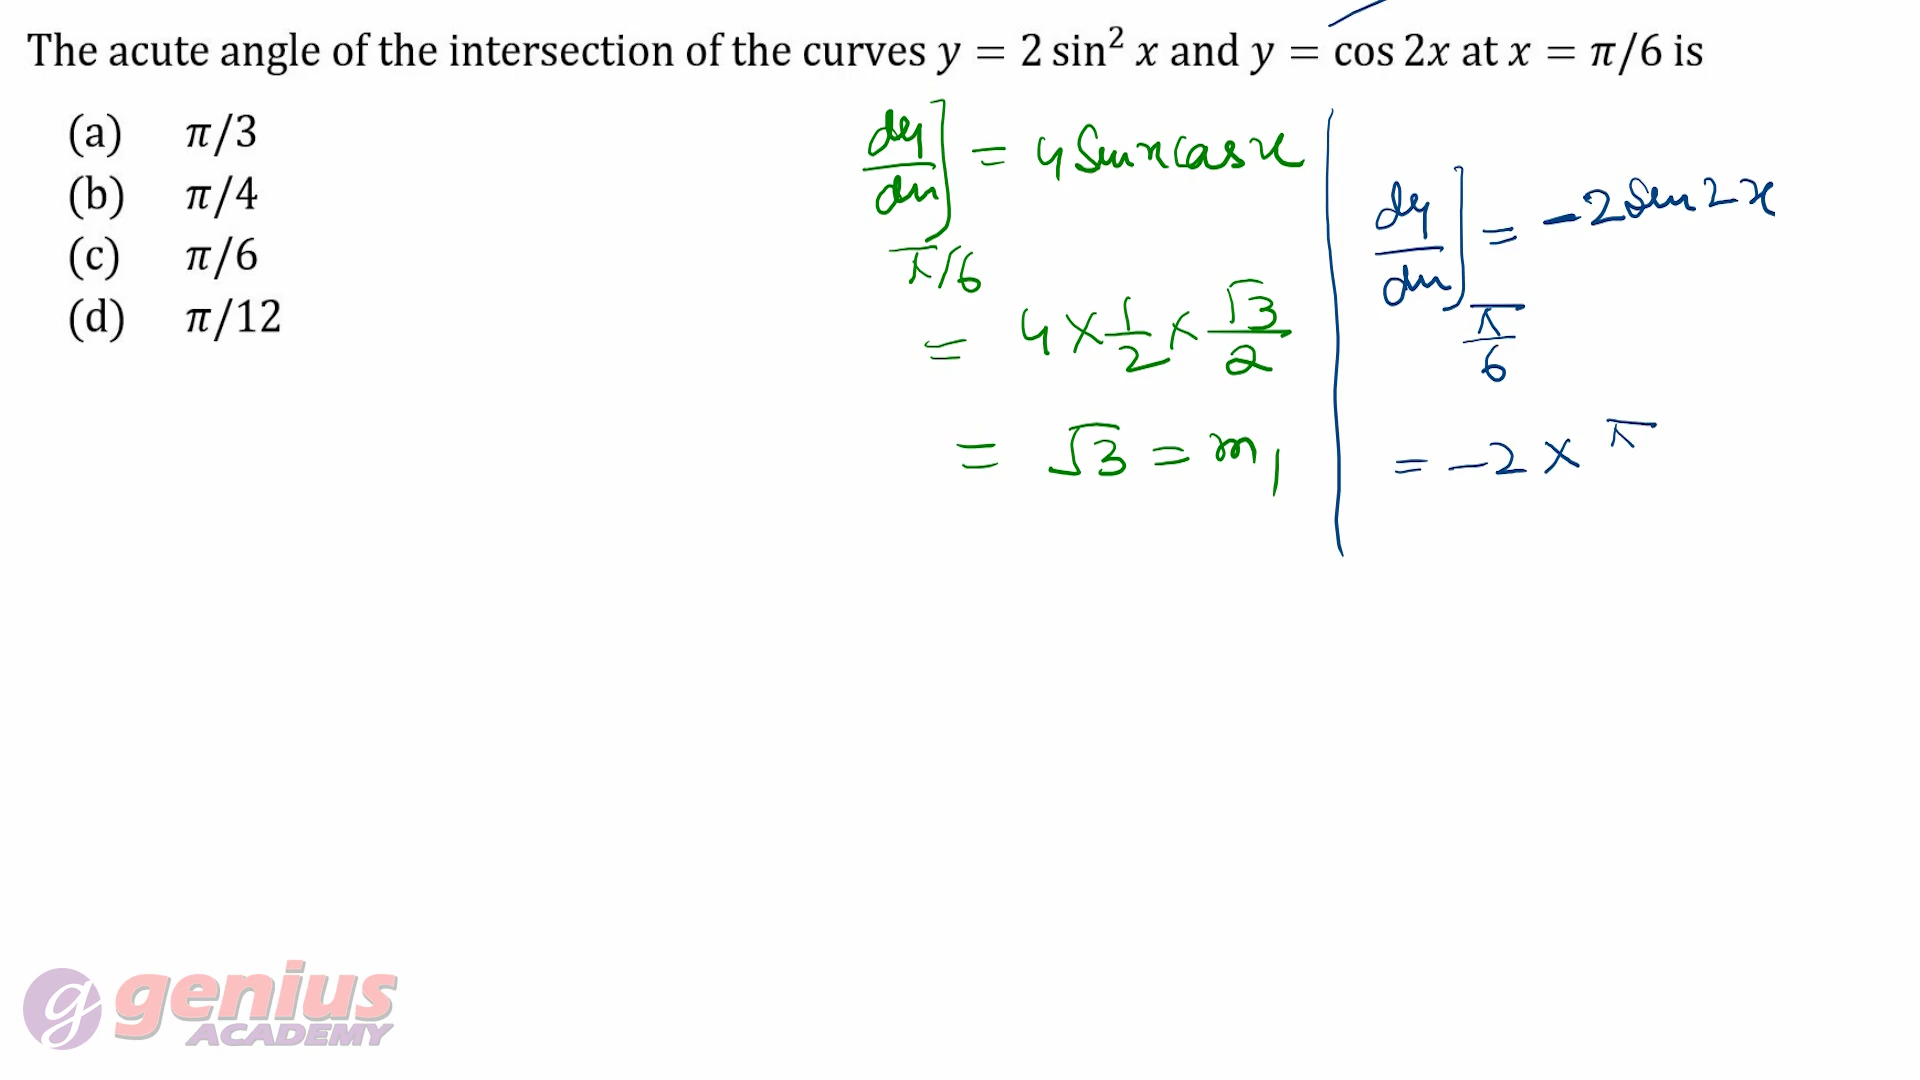 The acute angle of the intersection of the curves y = 2 sin² x and y = cos 2x at x = π/6 is
(a) π/3
(b) π/4
(c) π/6
(d) π/12
dy/dx]π/6 = 4 Sin x Cos x
= 4 × 1/2 × √3/2
= √3 = m₁
dy/dx]π/6 = -2 Sin 2x
= -2 × π
g genius
ACADEMY